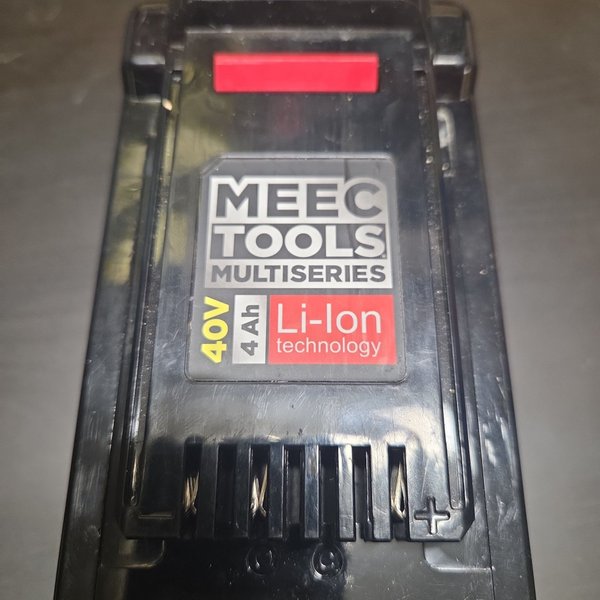 MEEC
TOOLS
MULTISERIES
40V
4 Ah
Li-Ion
technology
- +